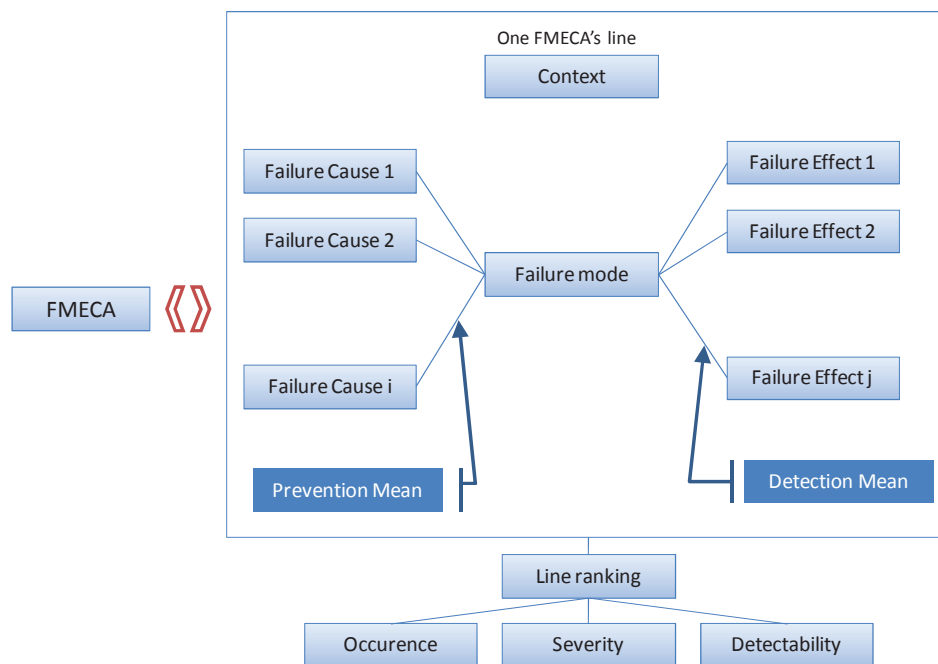 One FMECA's line
Context
Failure Cause 1
Failure Effect 1
Failure Cause 2
Failure Effect 2
Failure mode
FMECA
Failure Cause i
Failure Effect j
Prevention Mean
Detection Mean
Line ranking
Occurence
Severity
Detectability